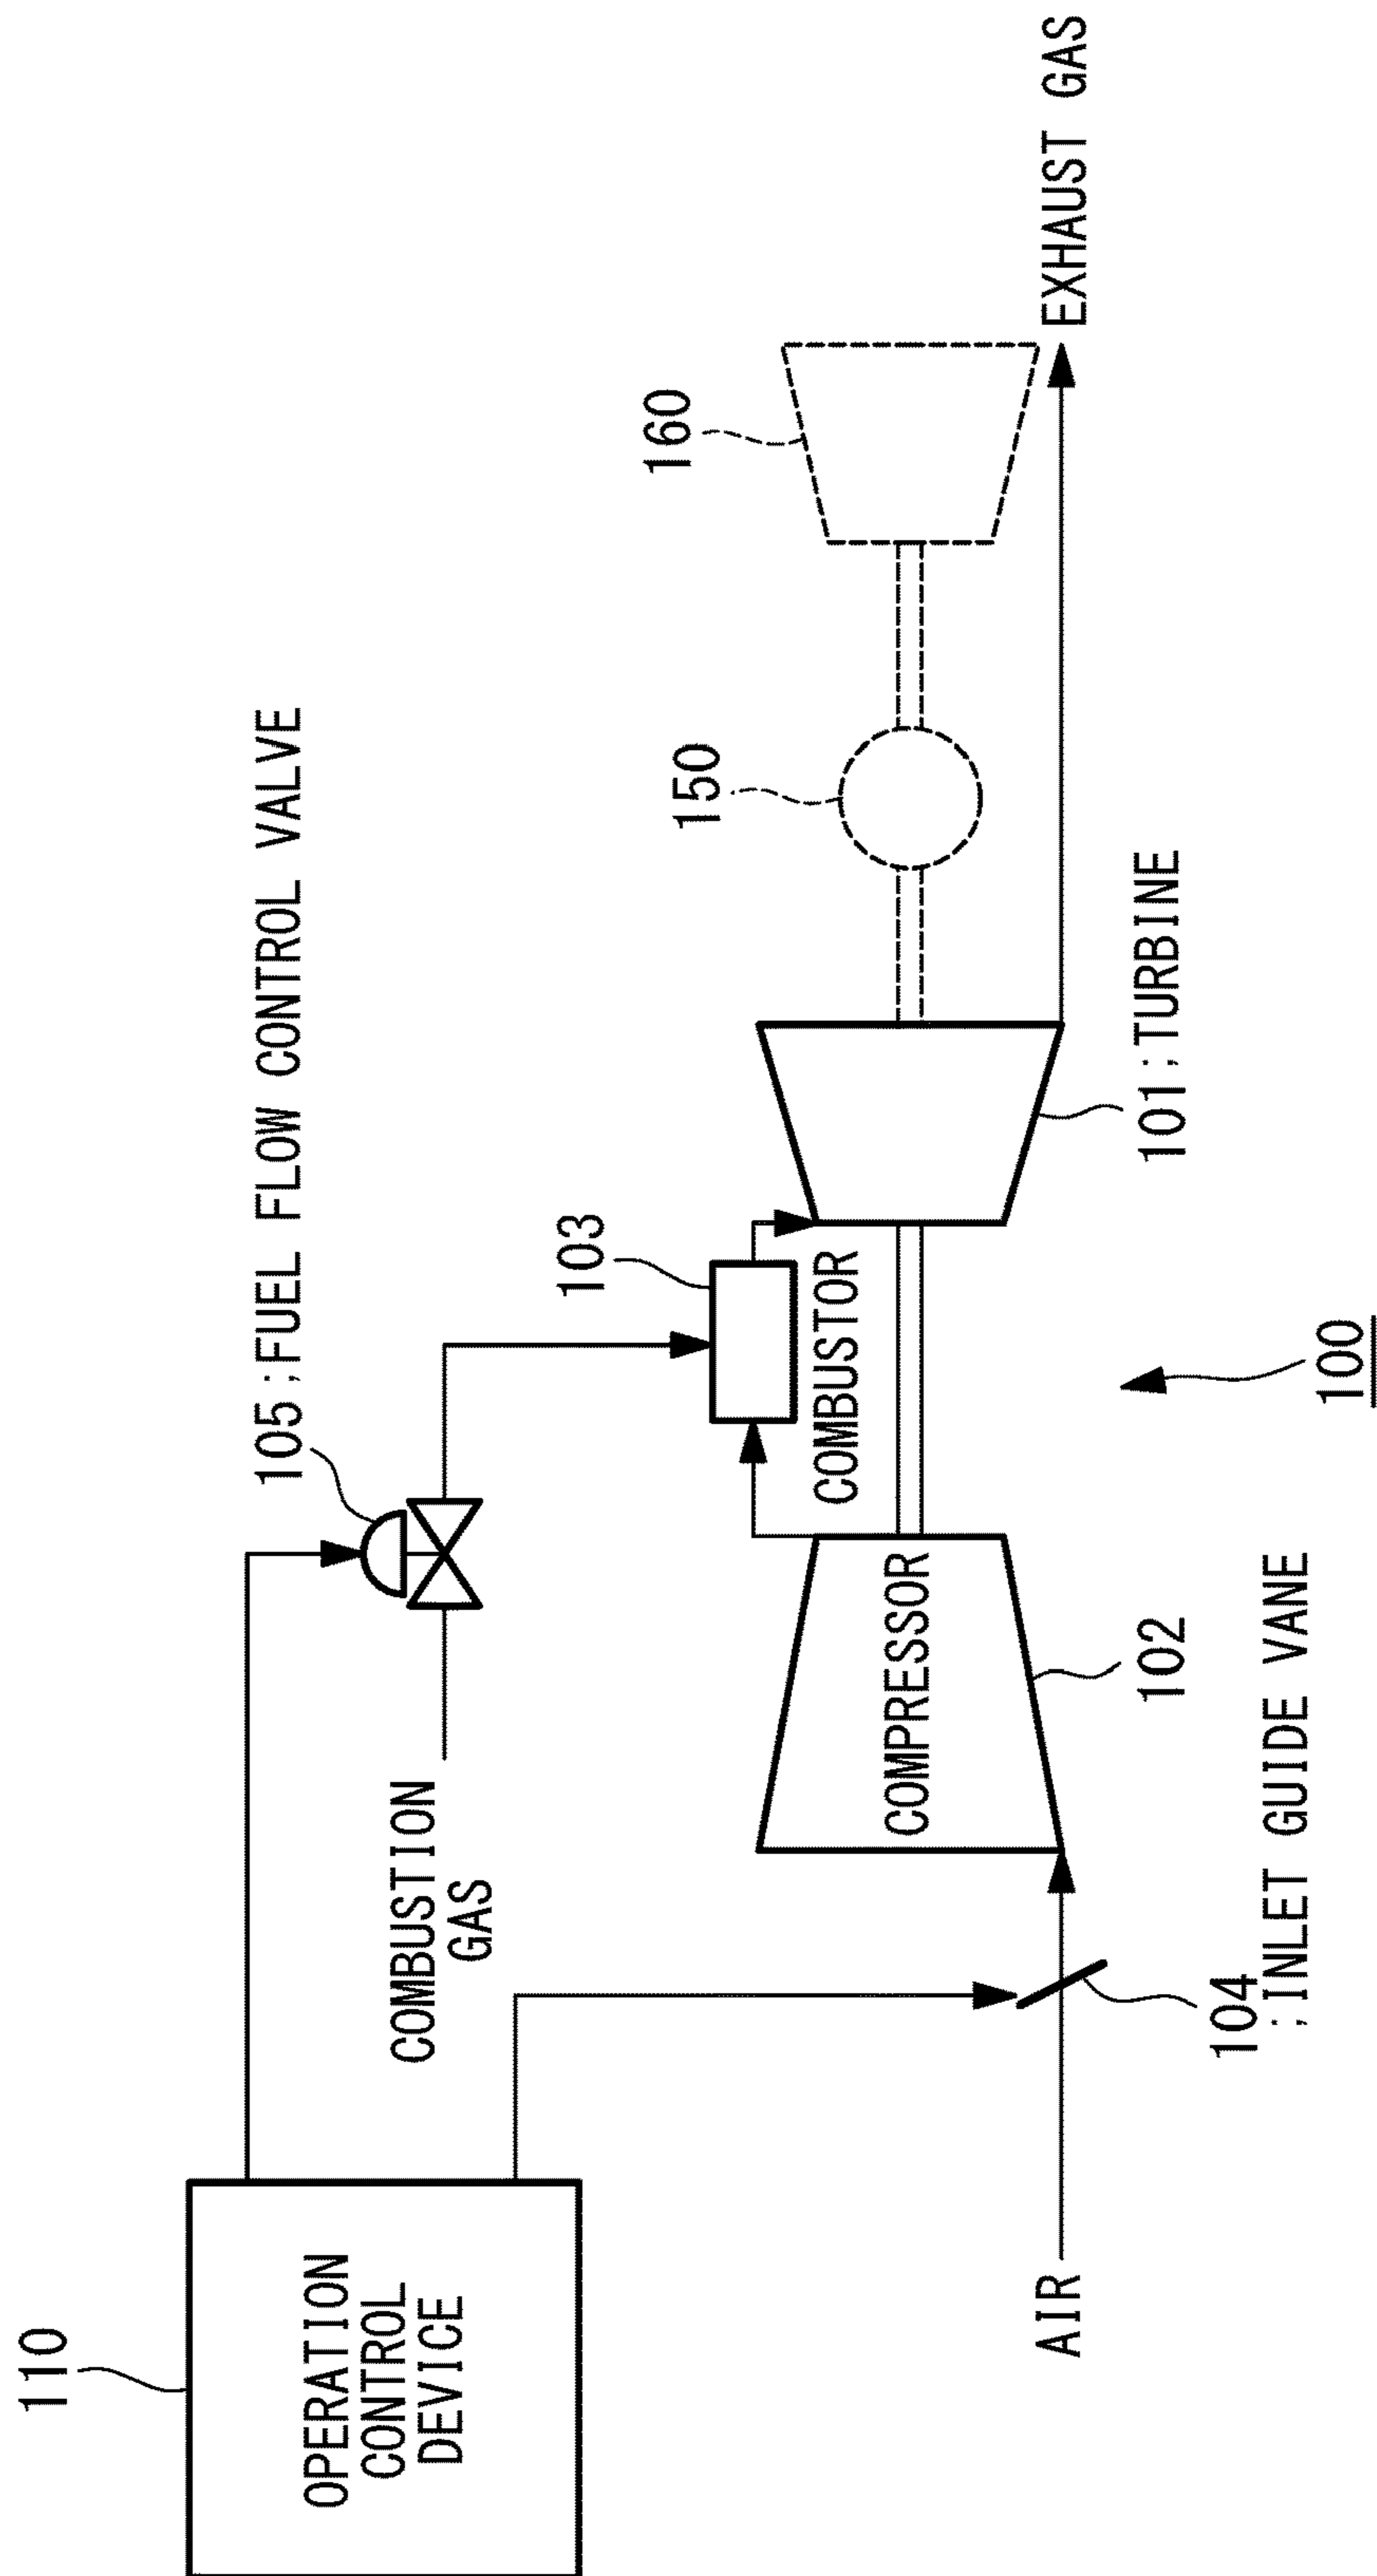 110
OPERATION
CONTROL
DEVICE
105;FUEL FLOW CONTROL VALVE
COMBUSTION
GAS
103
COMBUSTOR
160
150
COMPRESSOR
AIR
EXHAUST GAS
102
101;TURBINE
104
;INLET GUIDE VANE
100